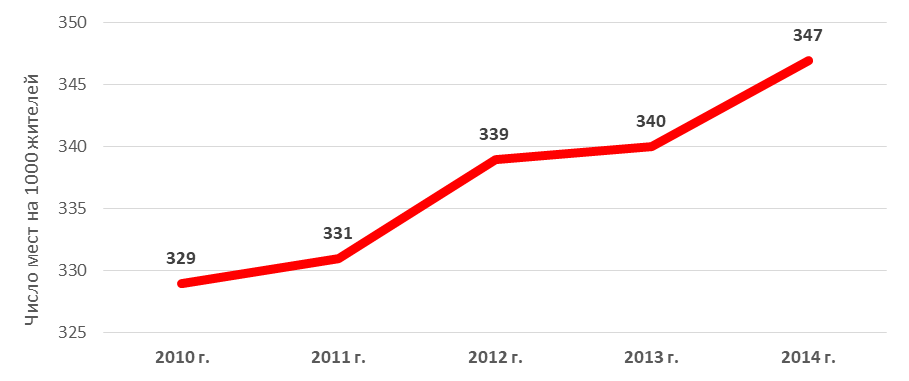 350
345
340
335
330
325
Число мест на 1000 жителей
329
331
339
340
347
2010 г.
2011 г.
2012 г.
2013 г.
2014 г.